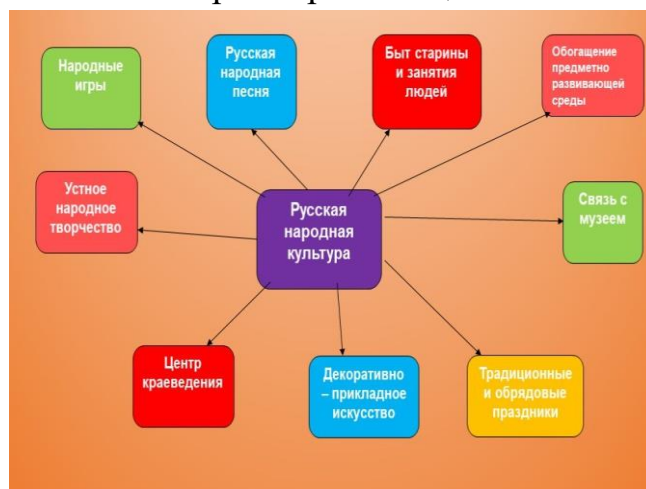 Народные
игры
Русская
народная
песня
Быт старины
и занятия
людей
Обогащение
предметно
развивающей
среды
Устное
народное
творчество
Русская
народная
культура
Связь с
музеем
Центр
краеведения
Декоративно
– прикладное
искусство
Традиционные
и обрядовые
праздники